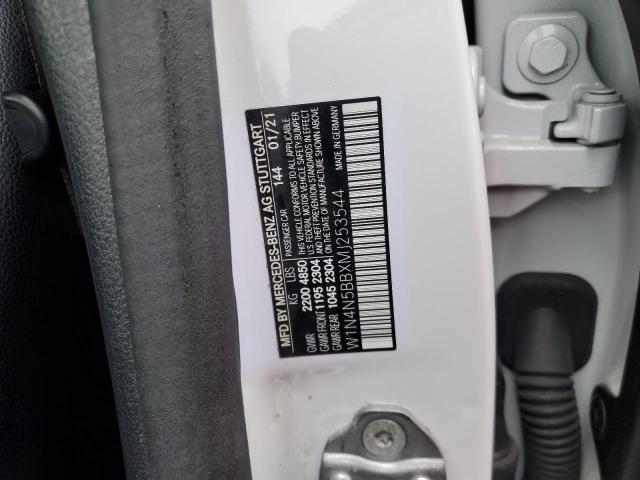 MFD BY MERCEDES-BENZ AG STUTTGART
PASSENGER CAR 144 01/21
KG LBS
GVWR 2200 4850
GAWR FRONT 1195 2304
GAWR REAR 1045 2304
THIS VEHICLE CONFORMS TO ALL APPLICABLE
U.S. FEDERAL MOTOR VEHICLE SAFETY, BUMPER
AND THEFT PREVENTION STANDARDS IN EFFECT
ON THE DATE OF MANUFACTURE SHOWN ABOVE
MADE IN GERMANY
W1N4N5BBXMJ253544